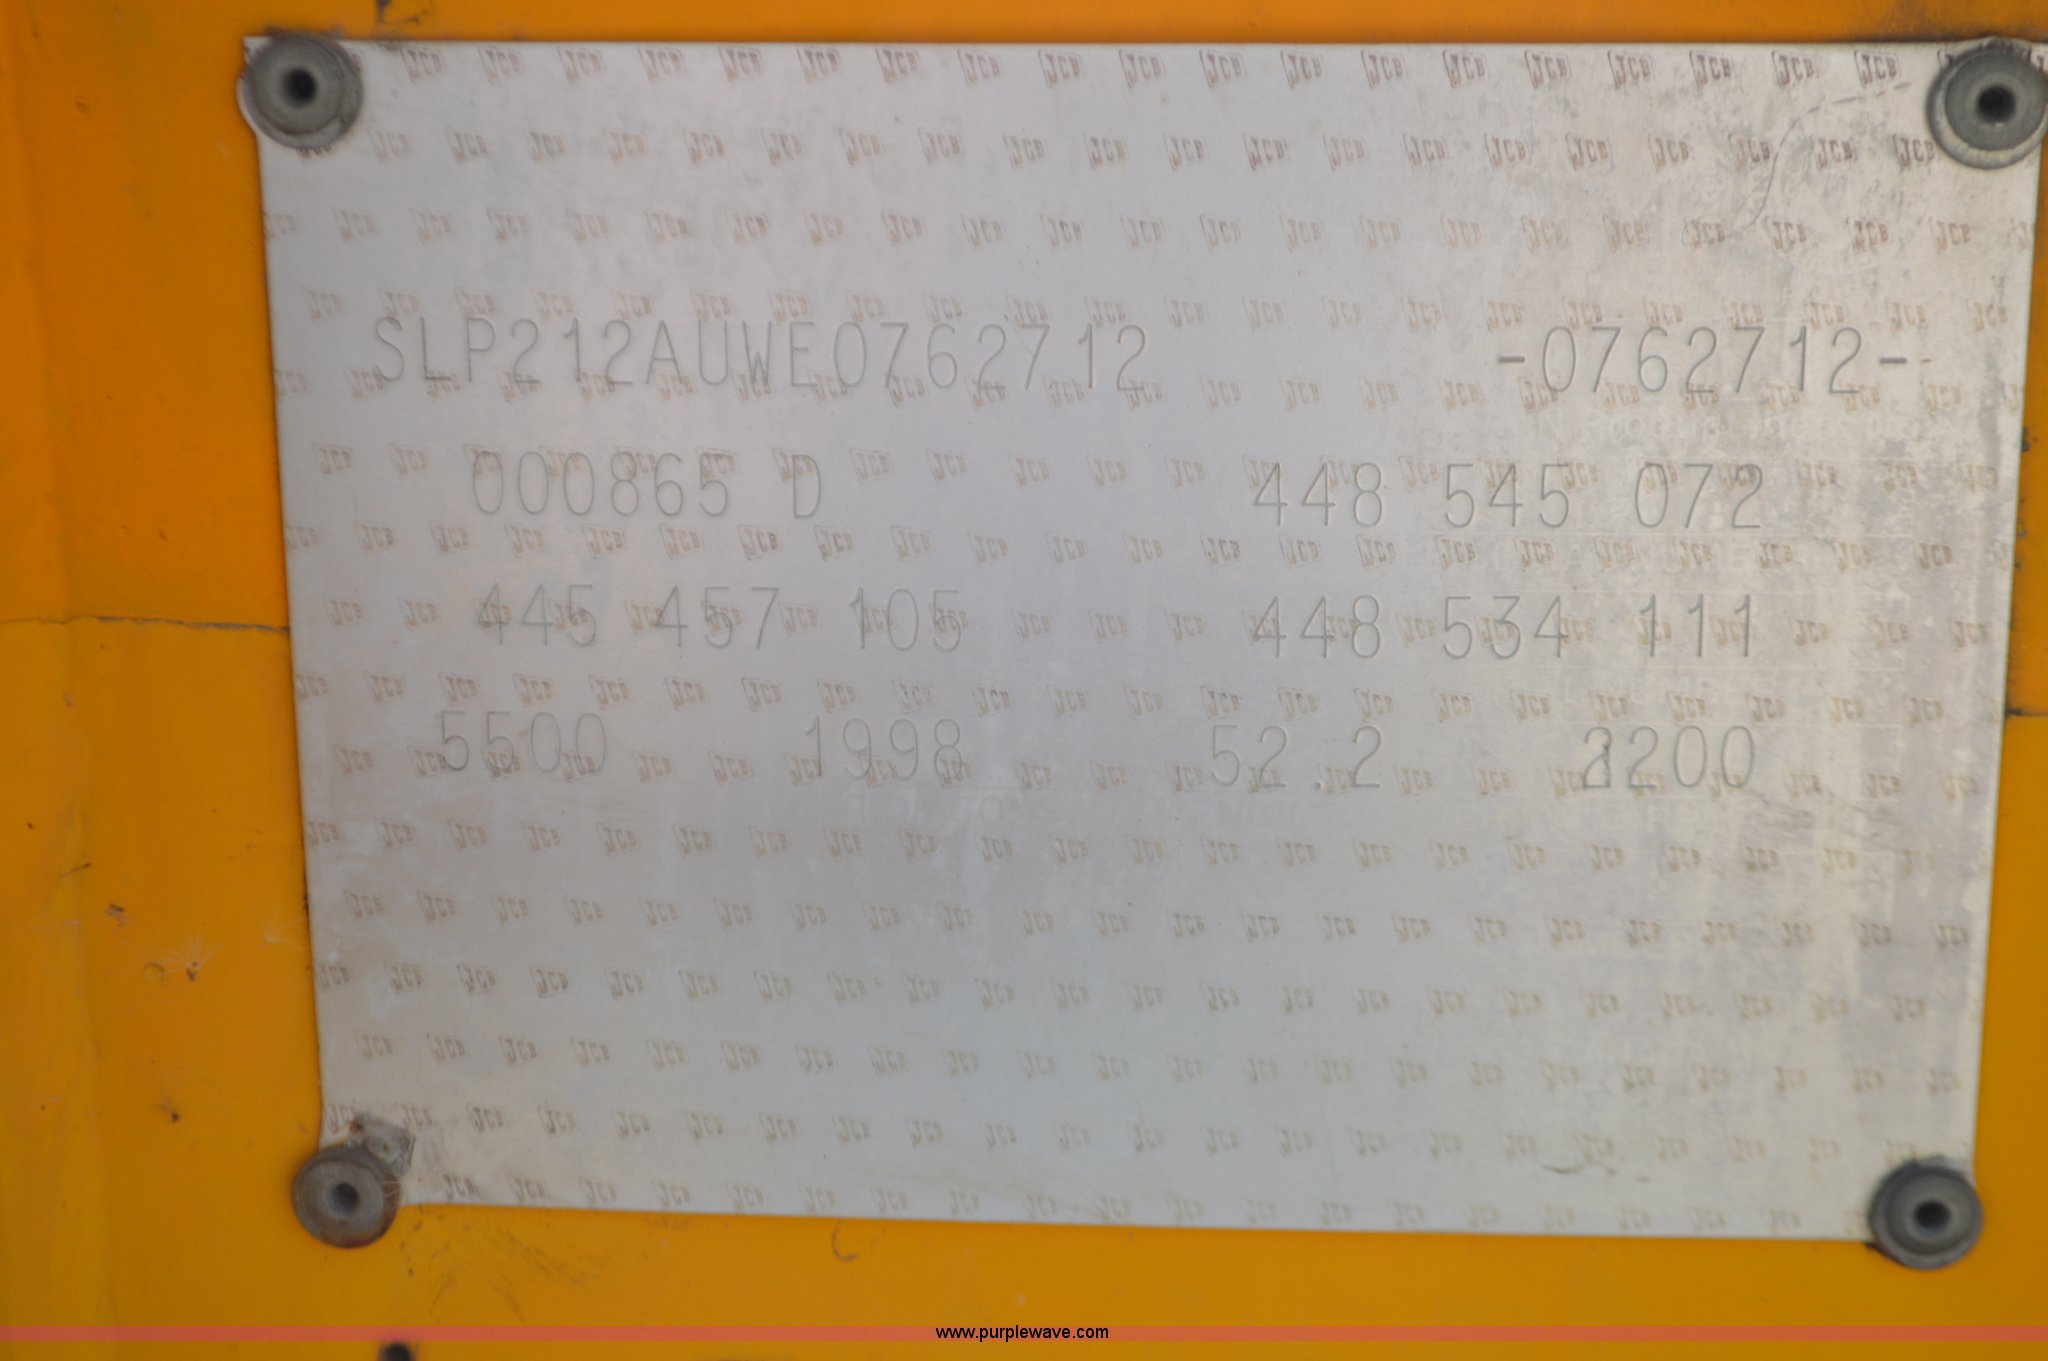 SLP212AUWE0762712 -0762712-
000865 D 448 545 072
445 457 105 448 534 111
5500 1998 52.2 2200
www.purplewave.com